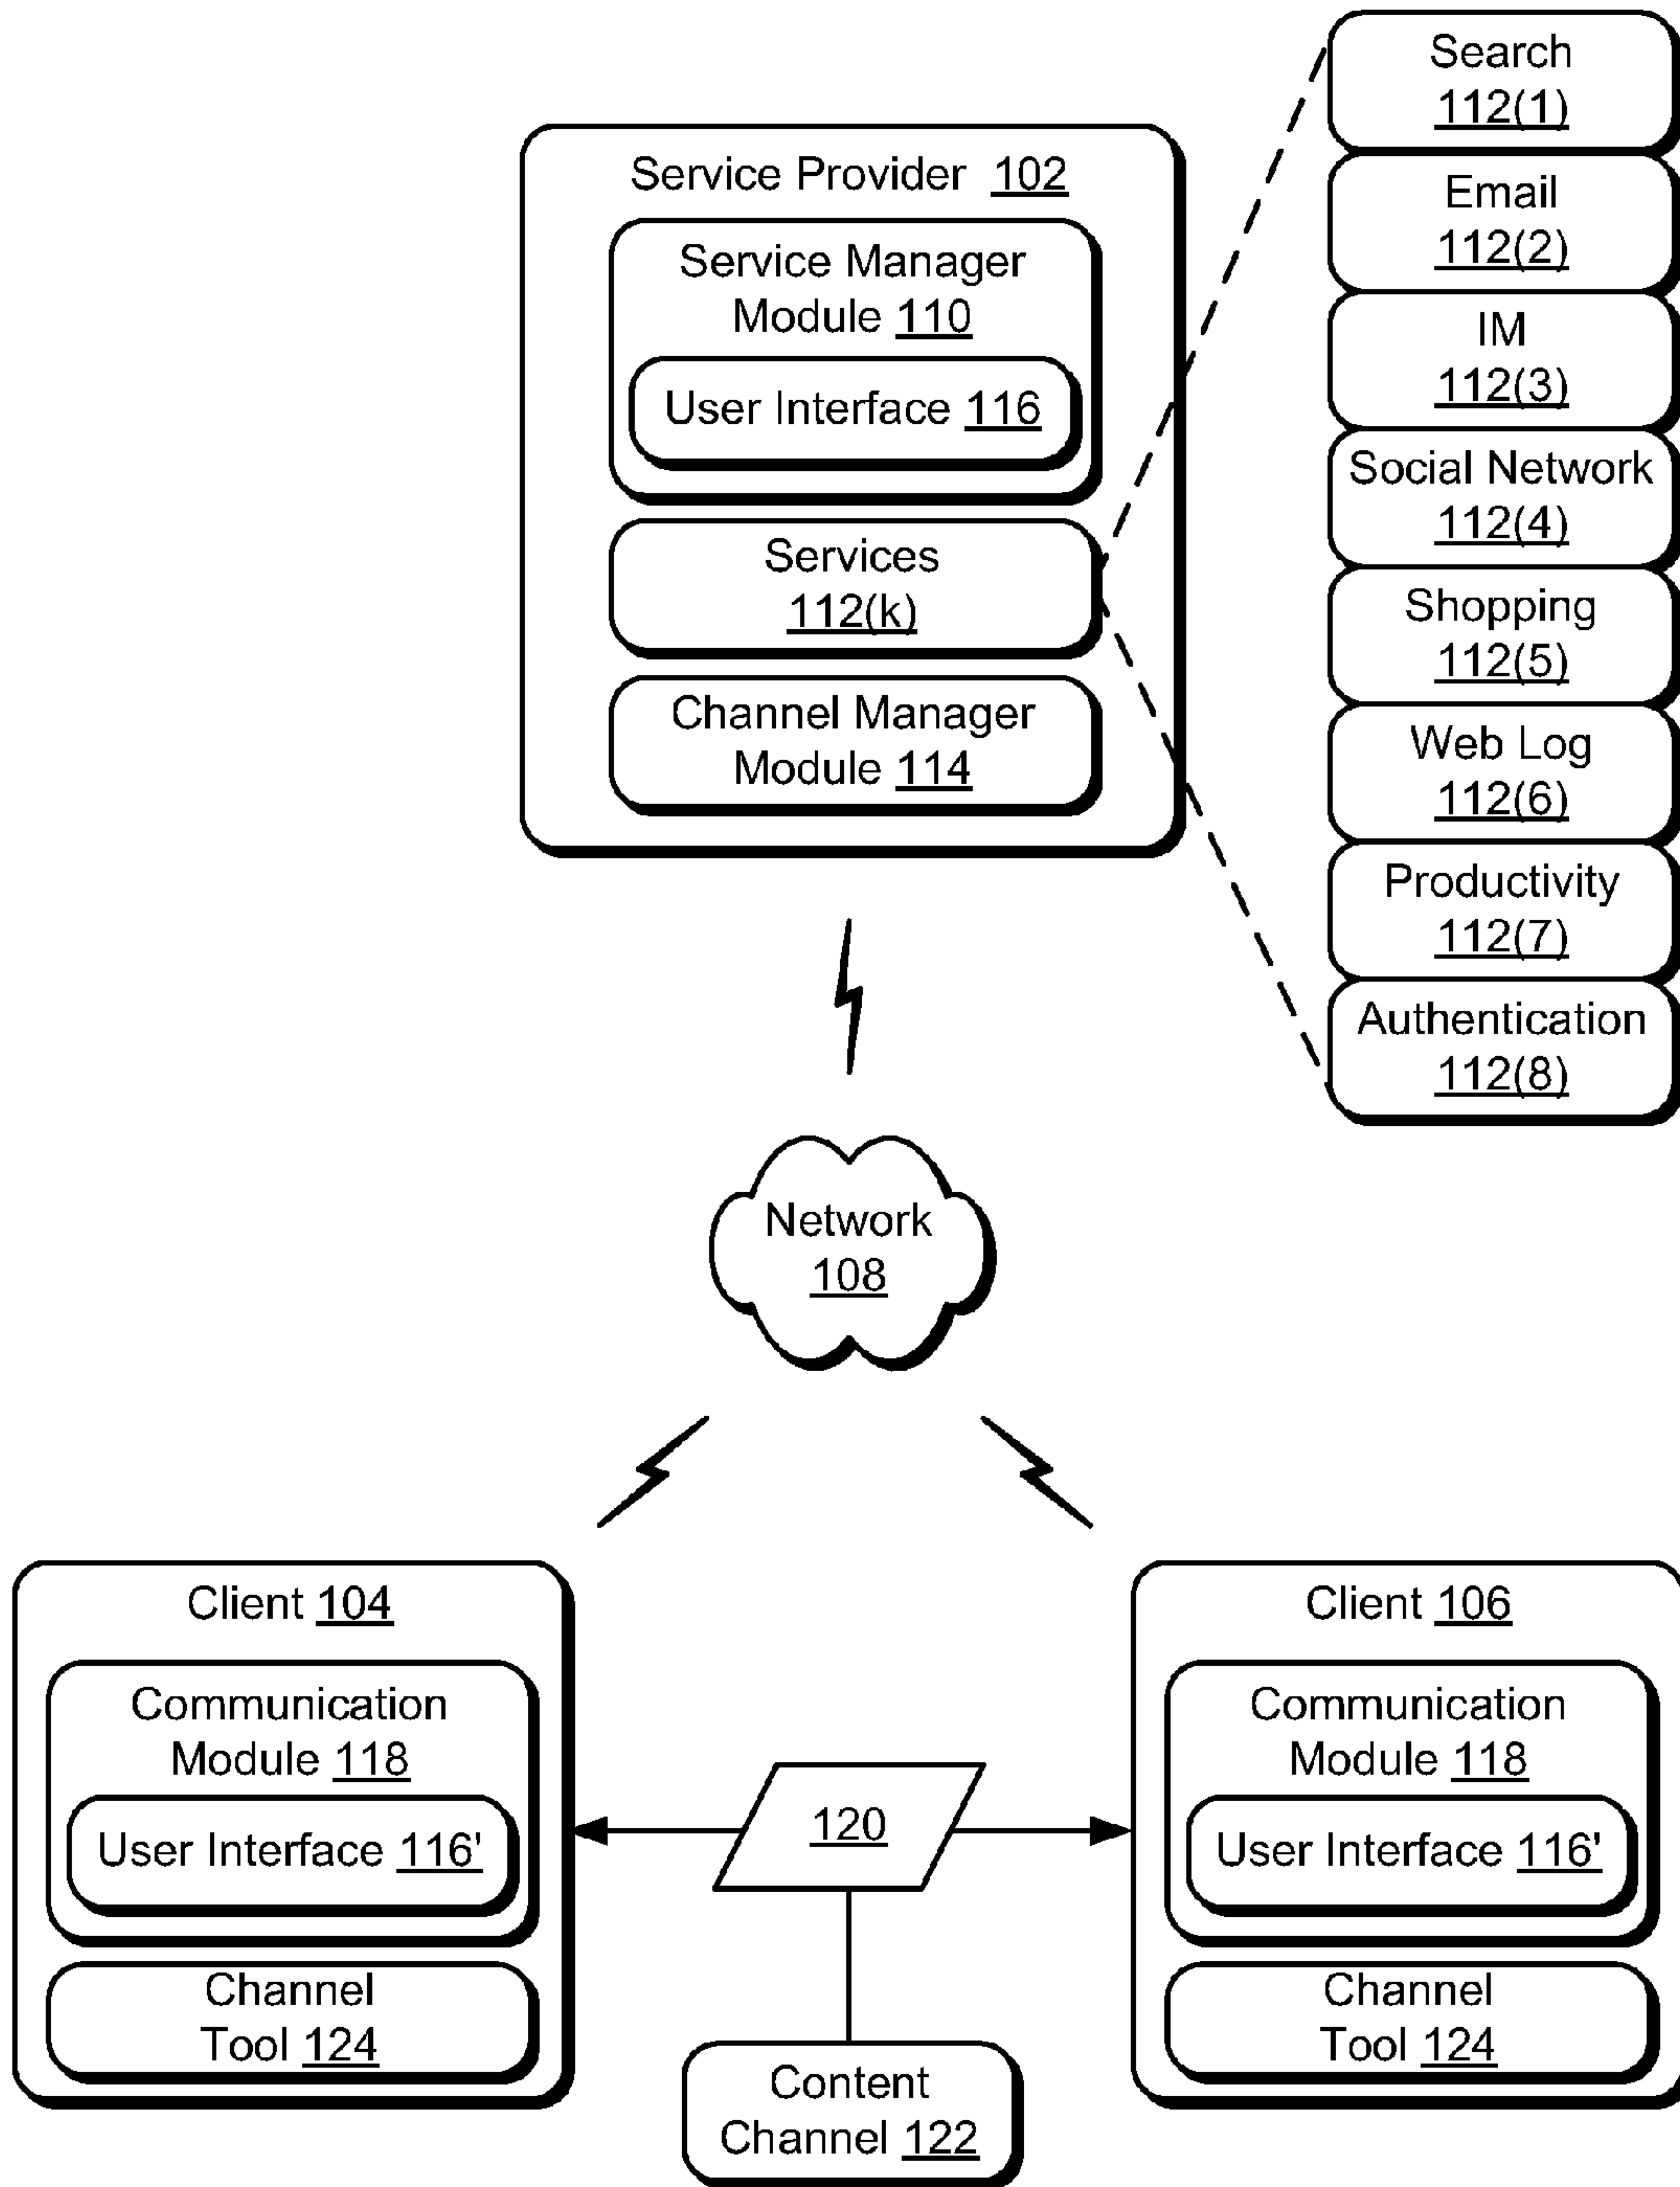 Service Provider 102
Service Manager
Module 110
User Interface 116
Services
112(k)
Channel Manager
Module 114
Search
112(1)
Email
112(2)
IM
112(3)
Social Network
112(4)
Shopping
112(5)
Web Log
112(6)
Productivity
112(7)
Authentication
112(8)
Network
108
Client 104
Communication
Module 118
User Interface 116'
Channel
Tool 124
120
Content
Channel 122
Client 106
Communication
Module 118
User Interface 116'
Channel
Tool 124